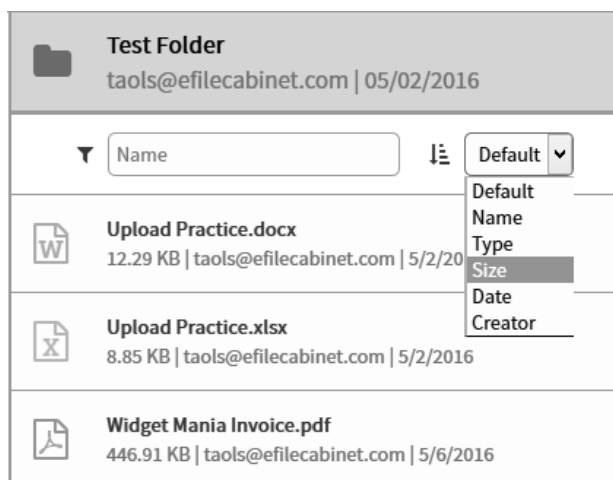 Test Folder
taols@efilecabinet.com | 05/02/2016
Name
Default
Default
Name
Type
Size
Date
Creator
Upload Practice.docx
12.29 KB | taols@efilecabinet.com | 5/2/20
Upload Practice.xlsx
8.85 KB | taols@efilecabinet.com | 5/2/2016
Widget Mania Invoice.pdf
446.91 KB | taols@efilecabinet.com | 5/6/2016